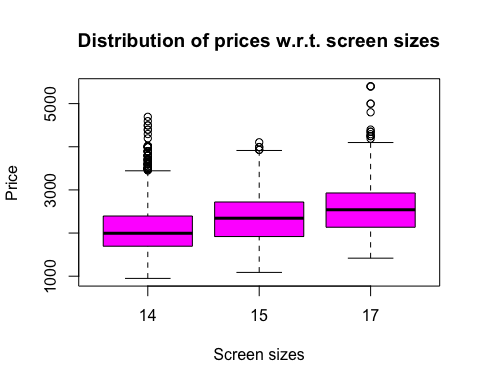 Distribution of prices w.r.t. screen sizes
Price
5000
3000
1000
14 15 17
Screen sizes